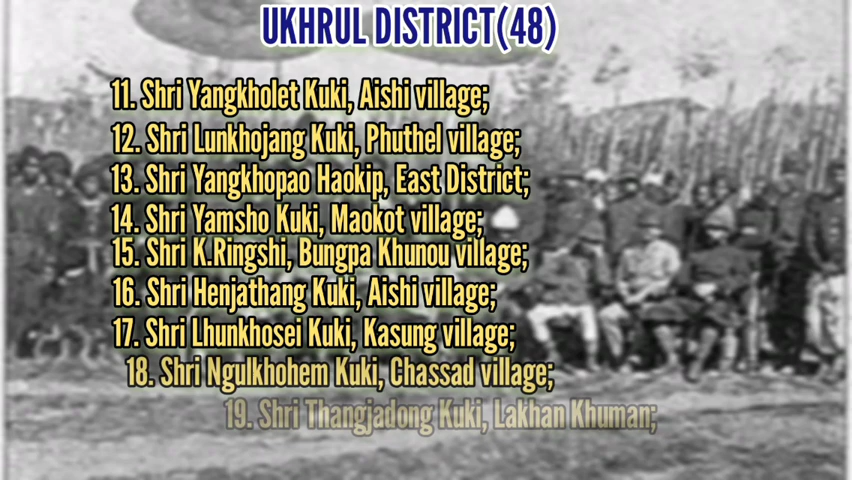 UKHRUL DISTRICT(48)
11. Shri Yangkholet Kuki, Aishi village;
12. Shri Lunkhojang Kuki, Phuthel village;
13. Shri Yangkhopao Haokip, East District;
14. Shri Yamsho Kuki, Maokot village;
15. Shri K.Ringshi, Bungpa Khunou village;
16. Shri Henjathang Kuki, Aishi village;
17. Shri Lhunkhosei Kuki, Kasung village;
18. Shri Ngulkhohem Kuki, Chassad village;
19. Shri Thangjadong Kuki, Lakhan Khuman;